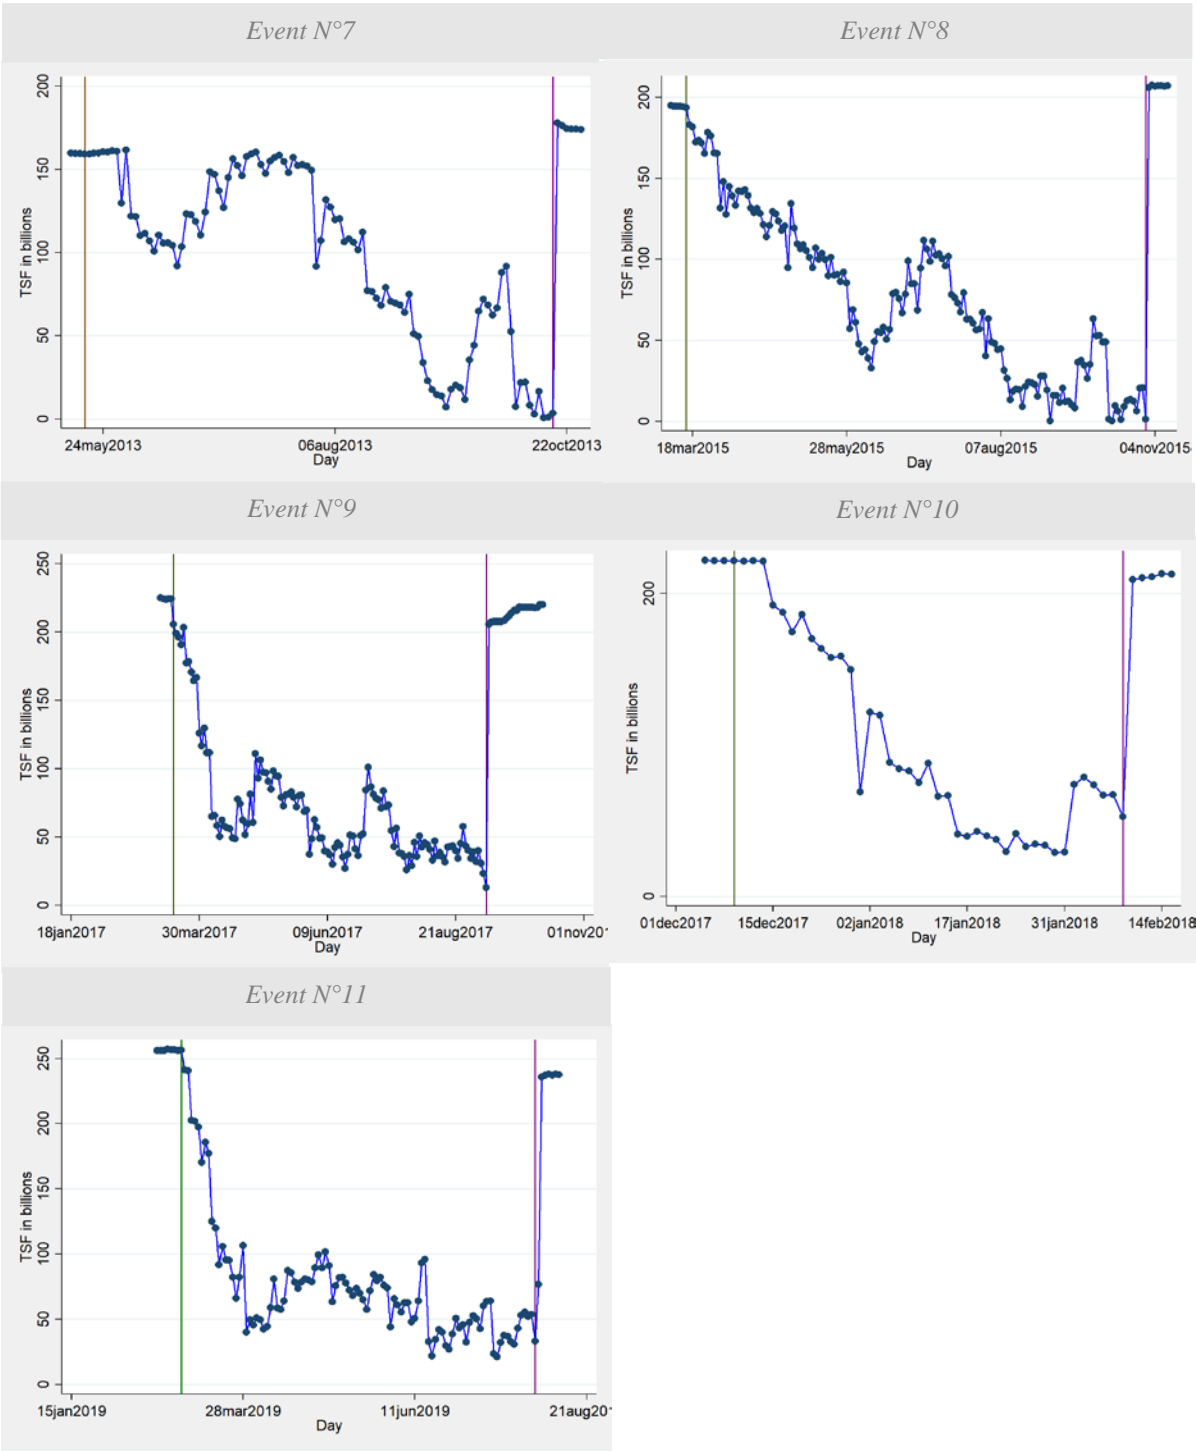 Event N°7
Event N°8
TSF in billions
200
150
100
50
0
24may2013
06aug2013
22oct2013
Day
TSF in billions
200
150
100
50
0
18mar2015
28may2015
07aug2015
04nov2015
Day
Event N°9
Event N°10
TSF in billions
250
200
150
100
50
0
18jan2017
30mar2017
09jun2017
21aug2017
01nov201
Day
TSF in billions
200
0
01dec2017
15dec2017
02jan2018
17jan2018
31jan2018
14feb2018
Day
Event N°11
TSF in billions
250
200
150
100
50
0
15jan2019
28mar2019
11jun2019
21aug201
Day